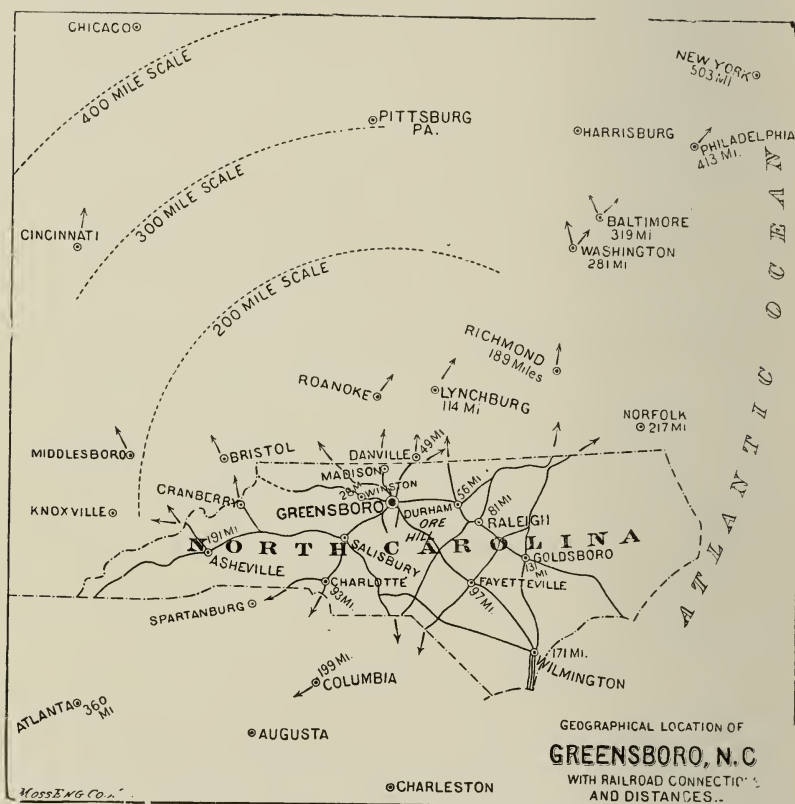 CHICAGO
400 MILE SCALE
NEW YORK
503 MI
PITTSBURG
PA.
HARRISBURG
PHILADELPHIA
413 MI.
300 MILE SCALE
CINCINNATI
BALTIMORE
319 MI
WASHINGTON
281 MI
200 MILE SCALE
ATLANTIC OCEAN
RICHMOND
189 Miles
ROANOKE
LYNCHBURG
114 MI
NORFOLK
217 MI
MIDDLESBORO
BRISTOL
DANVILLE
49 MI
MADISON
28 M
WINSTON
CRANBERRY
GREENSBORO
DURHAM
56 MI.
ORE
HILL
81 MI
RALEIGH
KNOXVILLE
NORTH CAROLINA
191 MI
ASHEVILLE
SALISBURY
GOLDSBORO
131
MI
CHARLOTTE
93 MI.
FAYETTEVILLE
97 MI.
SPARTANBURG
171 MI.
WILMINGTON
199 MI.
COLUMBIA
ATLANTA
360
MI
AUGUSTA
CHARLESTON
GEOGRAPHICAL LOCATION OF
GREENSBORO, N.C
WITH RAILROAD
AND DISTANCES..
MOSS ENG CO